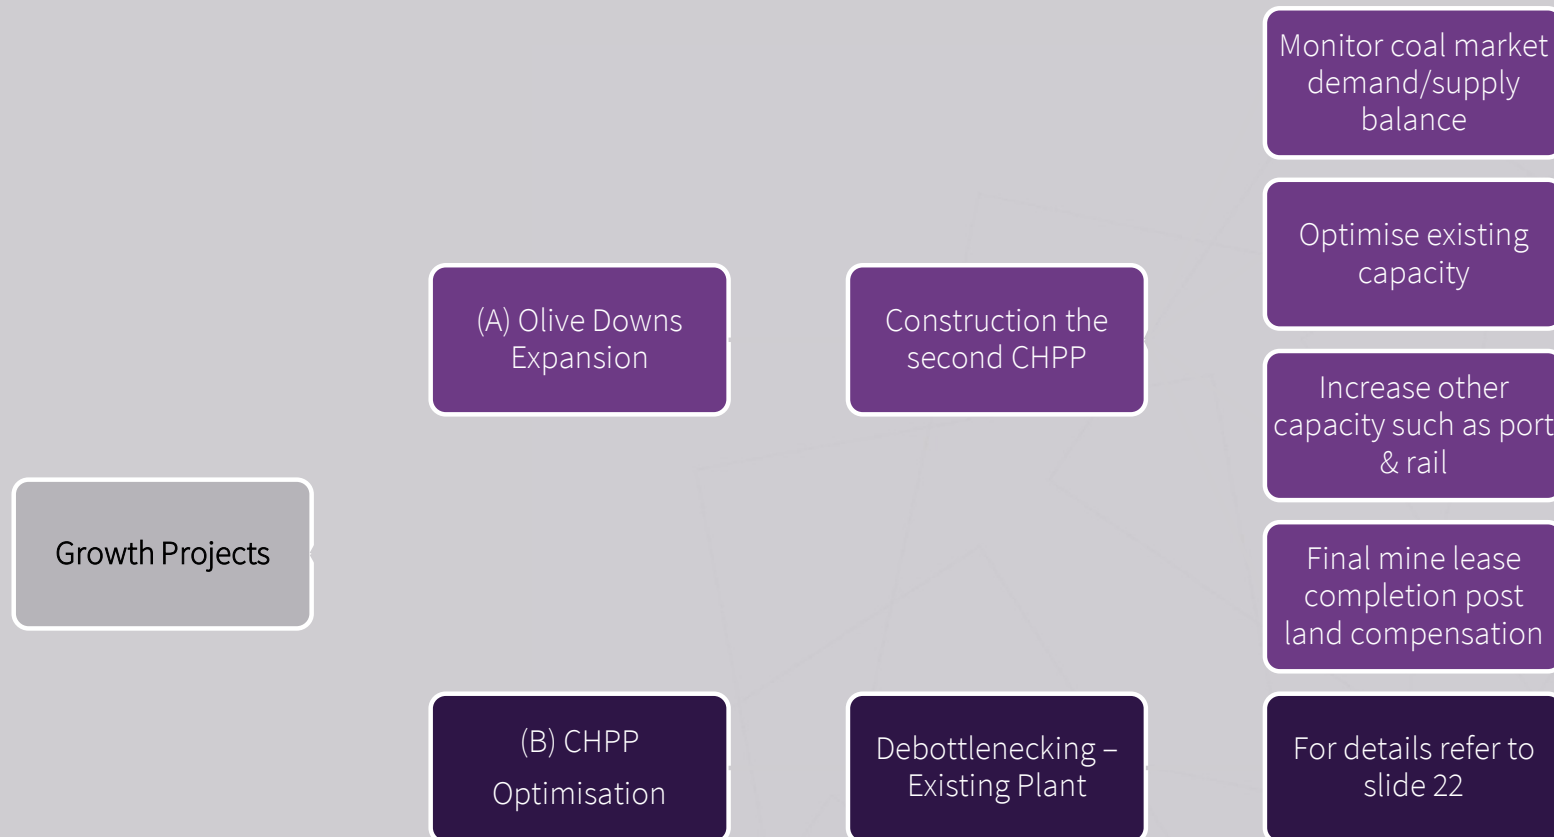 Growth Projects
(A) Olive Downs
Expansion
Construction the
second CHPP
Monitor coal market
demand/supply
balance
Optimise existing
capacity
Increase other
capacity such as port
& rail
Final mine lease
completion post
land compensation
(B) CHPP
Optimisation
Debottlenecking –
Existing Plant
For details refer to
slide 22